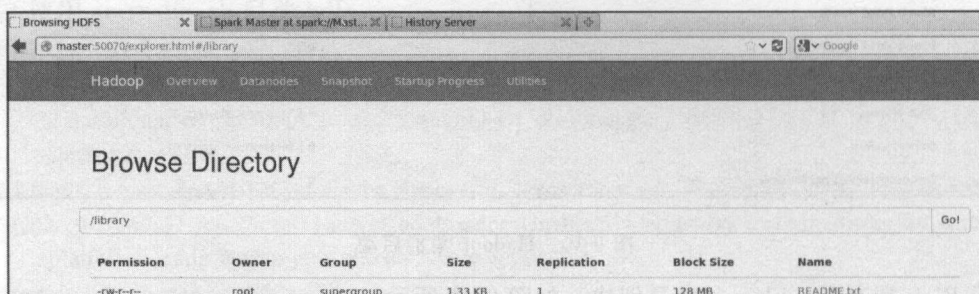 Browsing HDFS
Spark Master at spark://Mast...
History Server
master:50070/explorer.html#/library
Google
Hadoop Overview Datanodes Snapshot Startup Progress Utilities
Browse Directory
/library
Go!
Permission Owner Group Size Replication Block Size Name
-rw-r--r-- root supergroup 1.33 KB 1 128 MB README.txt